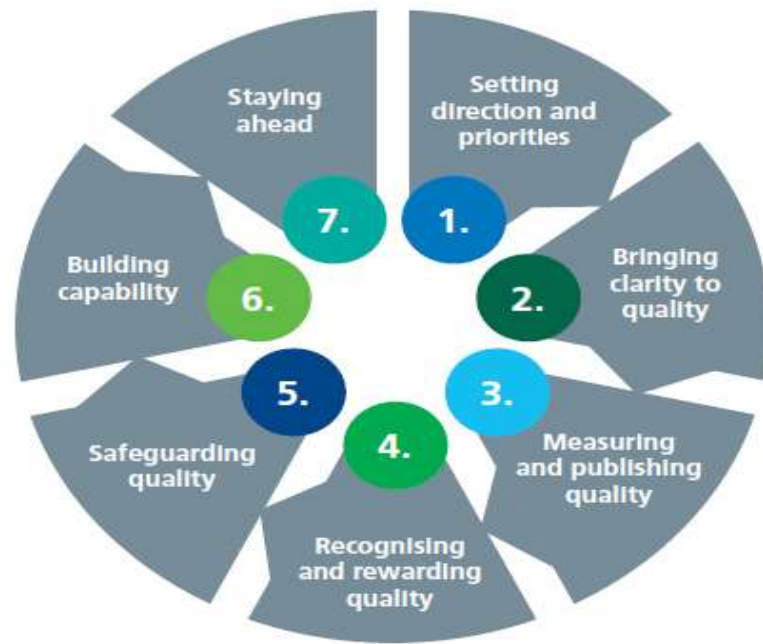 1.
Setting
direction and
priorities
2.
Bringing
clarity to
quality
3.
Measuring
and publishing
quality
4.
Recognising
and rewarding
quality
5.
Safeguarding
quality
6.
Building
capability
7.
Staying
ahead